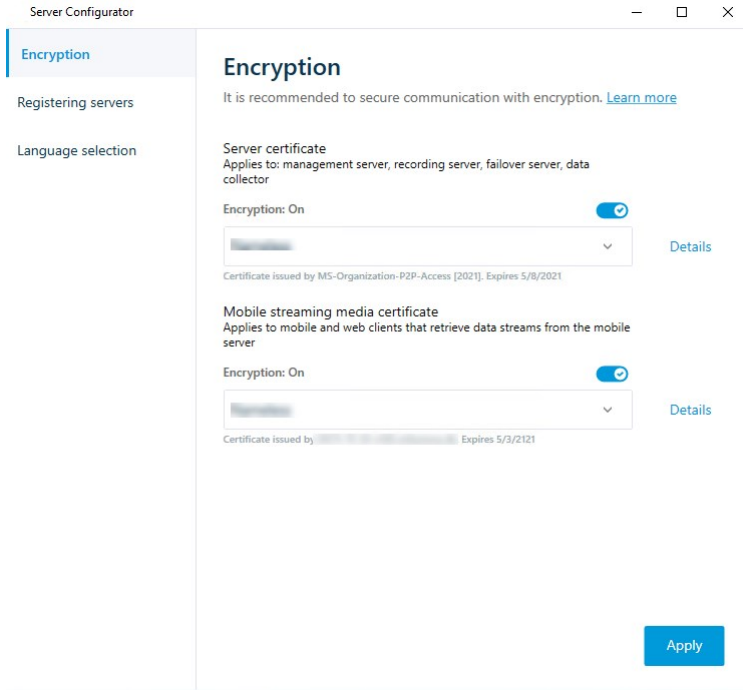 Server Configurator
Encryption
Registering servers
Language selection
Encryption
It is recommended to secure communication with encryption. Learn more
Server certificate
Applies to: management server, recording server, failover server, data
collector
Encryption: On
Details
Certificate issued by MS-Organization-P2P-Access [2021]. Expires 5/8/2021
Mobile streaming media certificate
Applies to mobile and web clients that retrieve data streams from the mobile
server
Encryption: On
Details
Certificate issued by Expires 5/3/2121
Apply